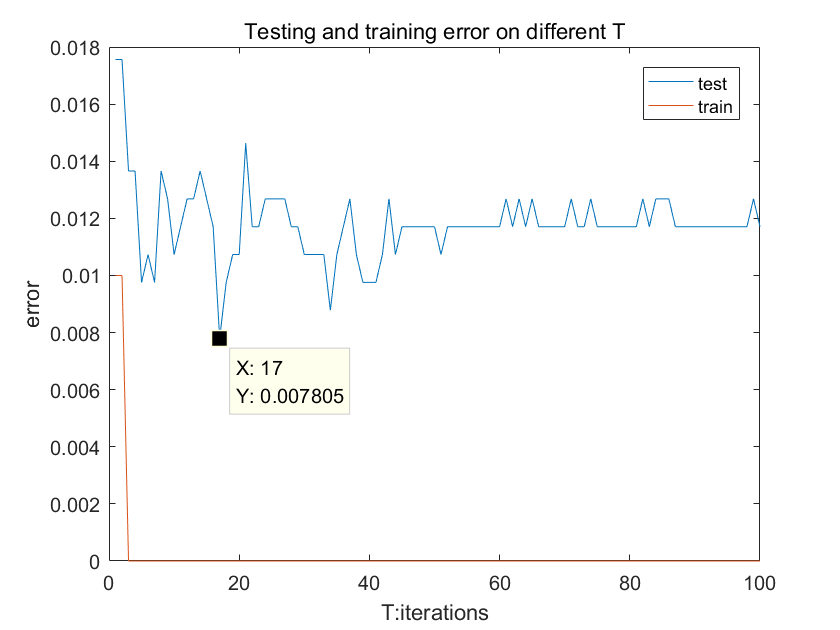 Testing and training error on different T
0.018
0.016
0.014
0.012
0.01
0.008
0.006
0.004
0.002
0
error
test
train
X: 17
Y: 0.007805
0 20 40 60 80 100
T:iterations